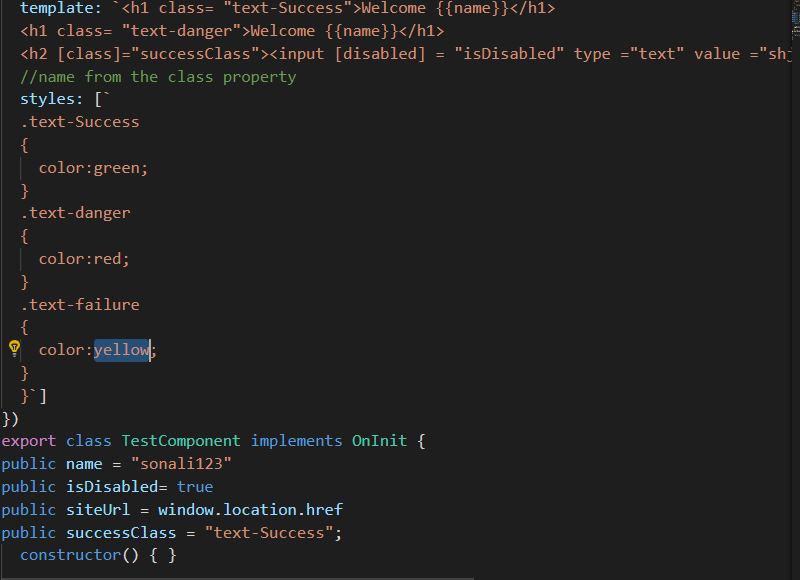 template: `<h1 class= "text-Success">Welcome {{name}}</h1>
<h1 class= "text-danger">Welcome {{name}}</h1>
<h2 [class]="successClass"><input [disabled] = "isDisabled" type ="text" value ="sh
//name from the class property
styles: [`
.text-Success
{
color:green;
}
.text-danger
{
color:red;
}
.text-failure
{
color:yellow;
}
}`]
})
export class TestComponent implements OnInit {
public name = "sonali123"
public isDisabled= true
public siteUrl = window.location.href
public successClass = "text-Success";
constructor() { }